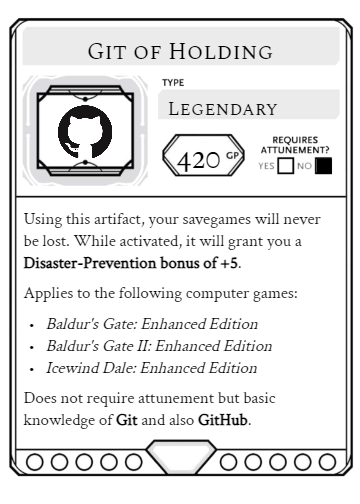 Git of Holding
TYPE
Legendary
420 GP
REQUIRES
ATTUNEMENT?
YES NO
Using this artifact, your savegames will never
be lost. While activated, it will grant you a
Disaster-Prevention bonus of +5.
Applies to the following computer games:
• Baldur's Gate: Enhanced Edition
• Baldur's Gate II: Enhanced Edition
• Icewind Dale: Enhanced Edition
Does not require attunement but basic
knowledge of Git and also GitHub.